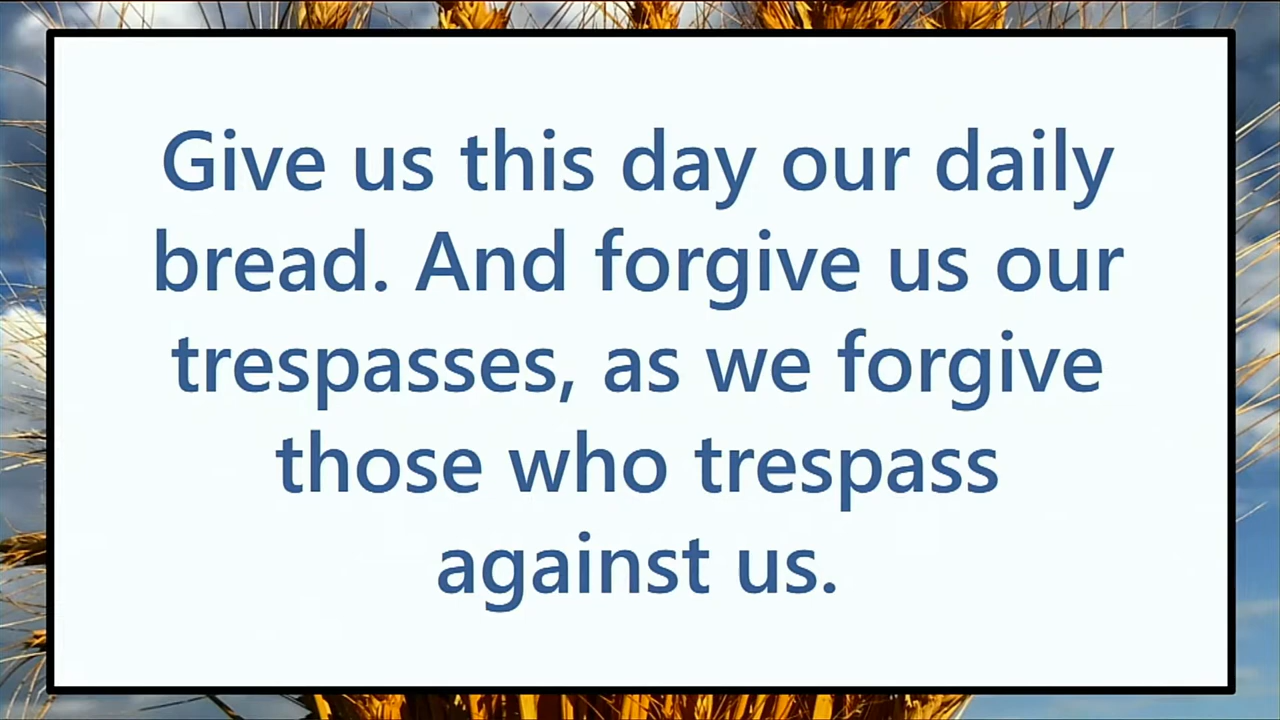 Give us this day our daily
bread. And forgive us our
trespasses, as we forgive
those who trespass
against us.